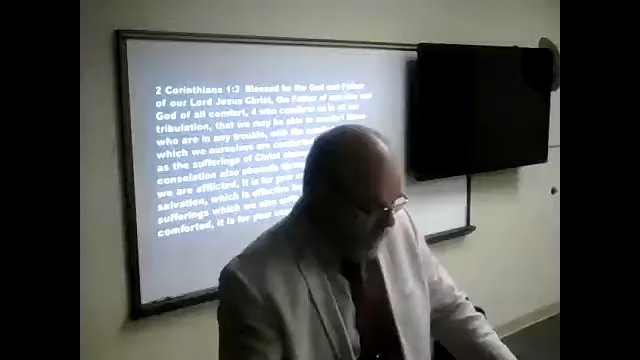 2 Corinthians 1:3 Blessed be the God and Father
of our Lord Jesus Christ, the Father of mercies and
God of all comfort, 4 who comforts us in all our
tribulation, that we may be able to comfort those
who are in any trouble, with the
which we ourselves are comforted
as the sufferings of Christ
consolation also abounds
we are afflicted, it is for your
salvation, which is effective
sufferings which we also
comforted, it is for your